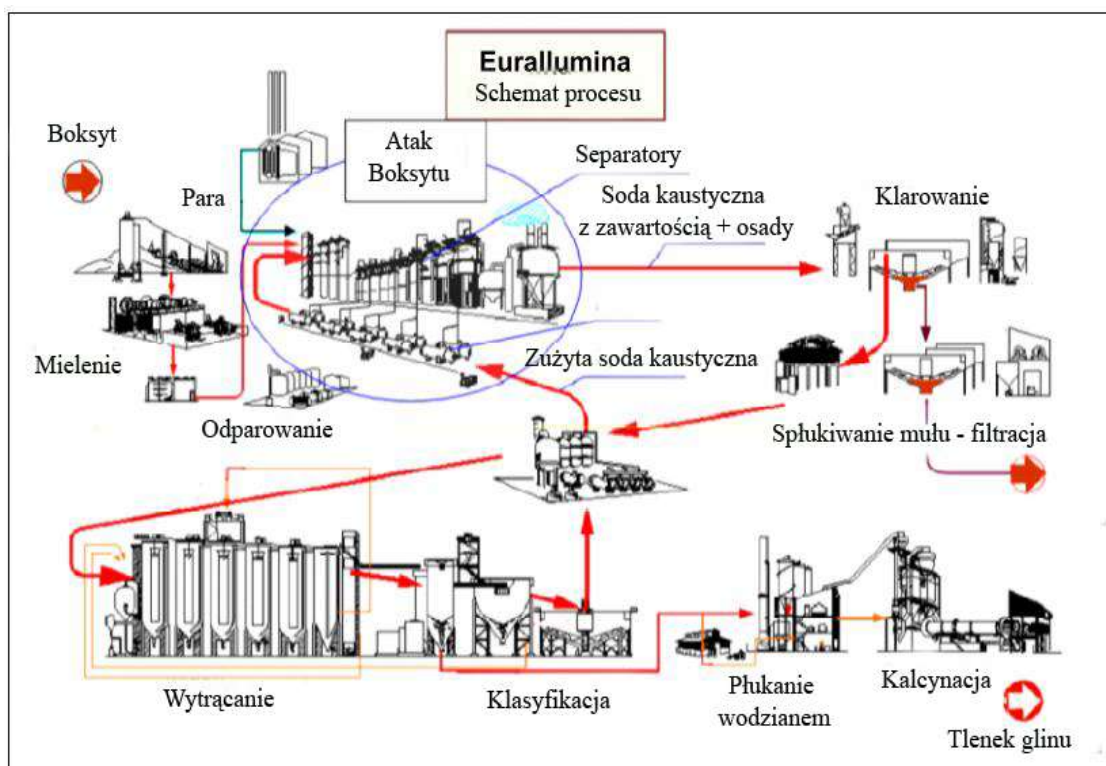 Eurallumina
Schemat procesu
Boksyt
Atak
Boksytu
Para
Separatory
Soda kaustyczna
z zawartością + osady
Klarowanie
Mielenie
Zużyta soda kaustyczna
Odparowanie
Spłukiwanie mułu - filtracja
Wytrącanie
Klasyfikacja
Płukanie
wodzianem
Kalcynacja
Tlenek glinu